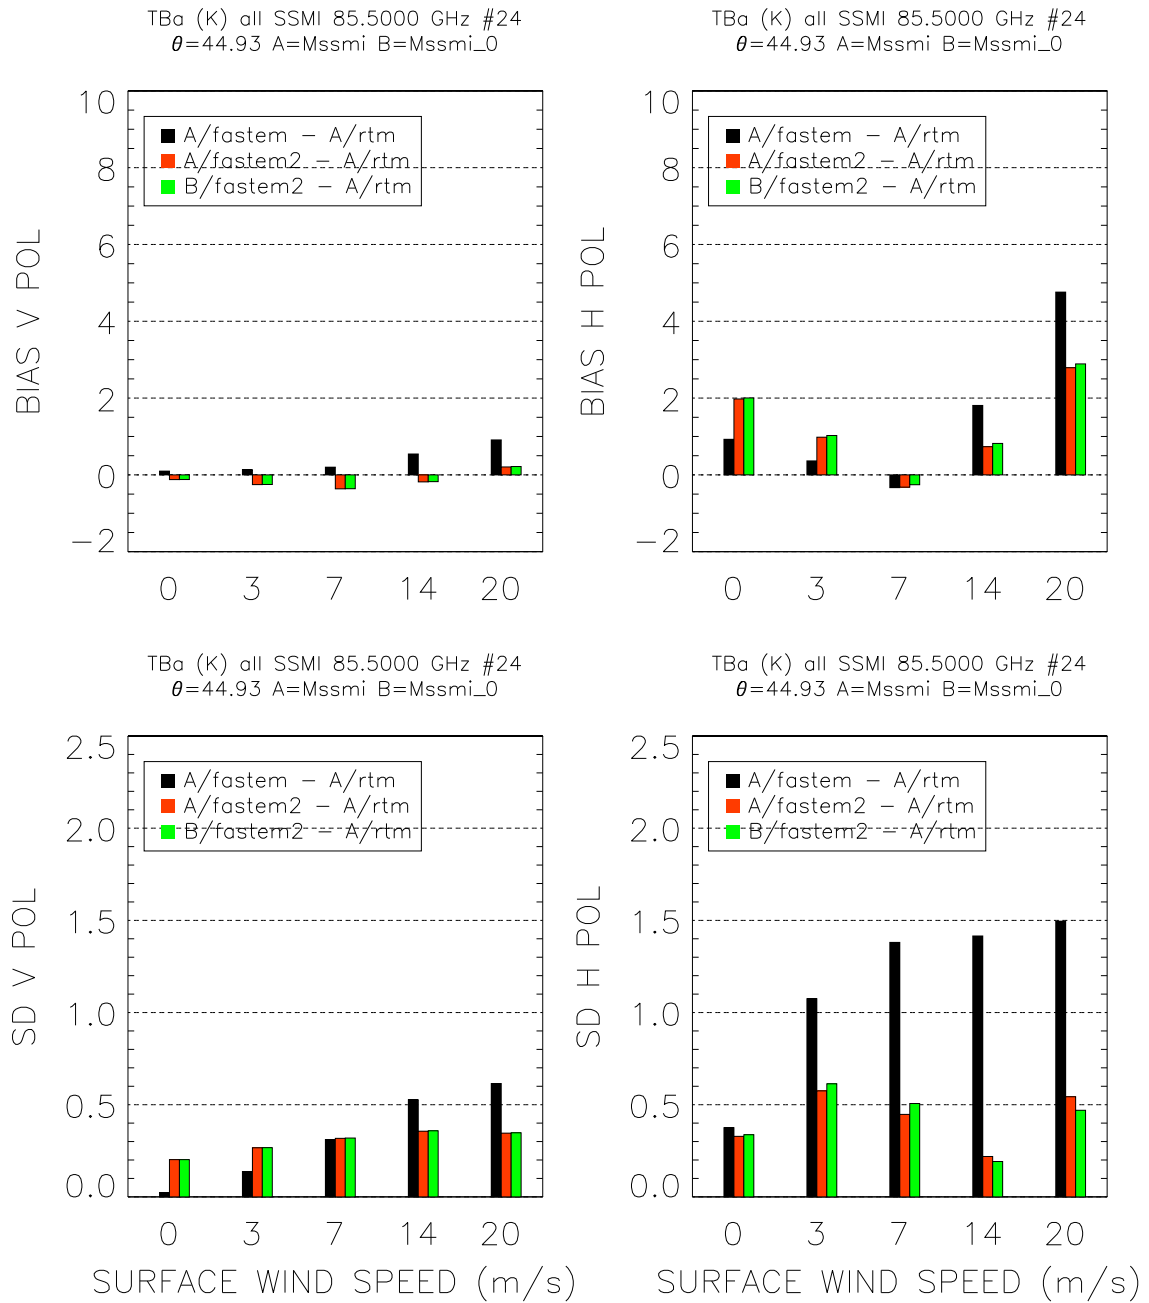 TBa (K) all SSMI 85.5000 GHz #24
θ=44.93 A=Mssmi B=Mssmi_0
10
8
6
4
2
0
−2
BIAS V POL
A/fastem − A/rtm
A/fastem2 − A/rtm
B/fastem2 − A/rtm
0 3 7 14 20
TBa (K) all SSMI 85.5000 GHz #24
θ=44.93 A=Mssmi B=Mssmi_0
10
8
6
4
2
0
−2
BIAS H POL
A/fastem − A/rtm
A/fastem2 − A/rtm
B/fastem2 − A/rtm
0 3 7 14 20
TBa (K) all SSMI 85.5000 GHz #24
θ=44.93 A=Mssmi B=Mssmi_0
2.5
2.0
1.5
1.0
0.5
0.0
SD V POL
A/fastem − A/rtm
A/fastem2 − A/rtm
B/fastem2 − A/rtm
0 3 7 14 20
SURFACE WIND SPEED (m/s)
TBa (K) all SSMI 85.5000 GHz #24
θ=44.93 A=Mssmi B=Mssmi_0
2.5
2.0
1.5
1.0
0.5
0.0
SD H POL
A/fastem − A/rtm
A/fastem2 − A/rtm
B/fastem2 − A/rtm
0 3 7 14 20
SURFACE WIND SPEED (m/s)